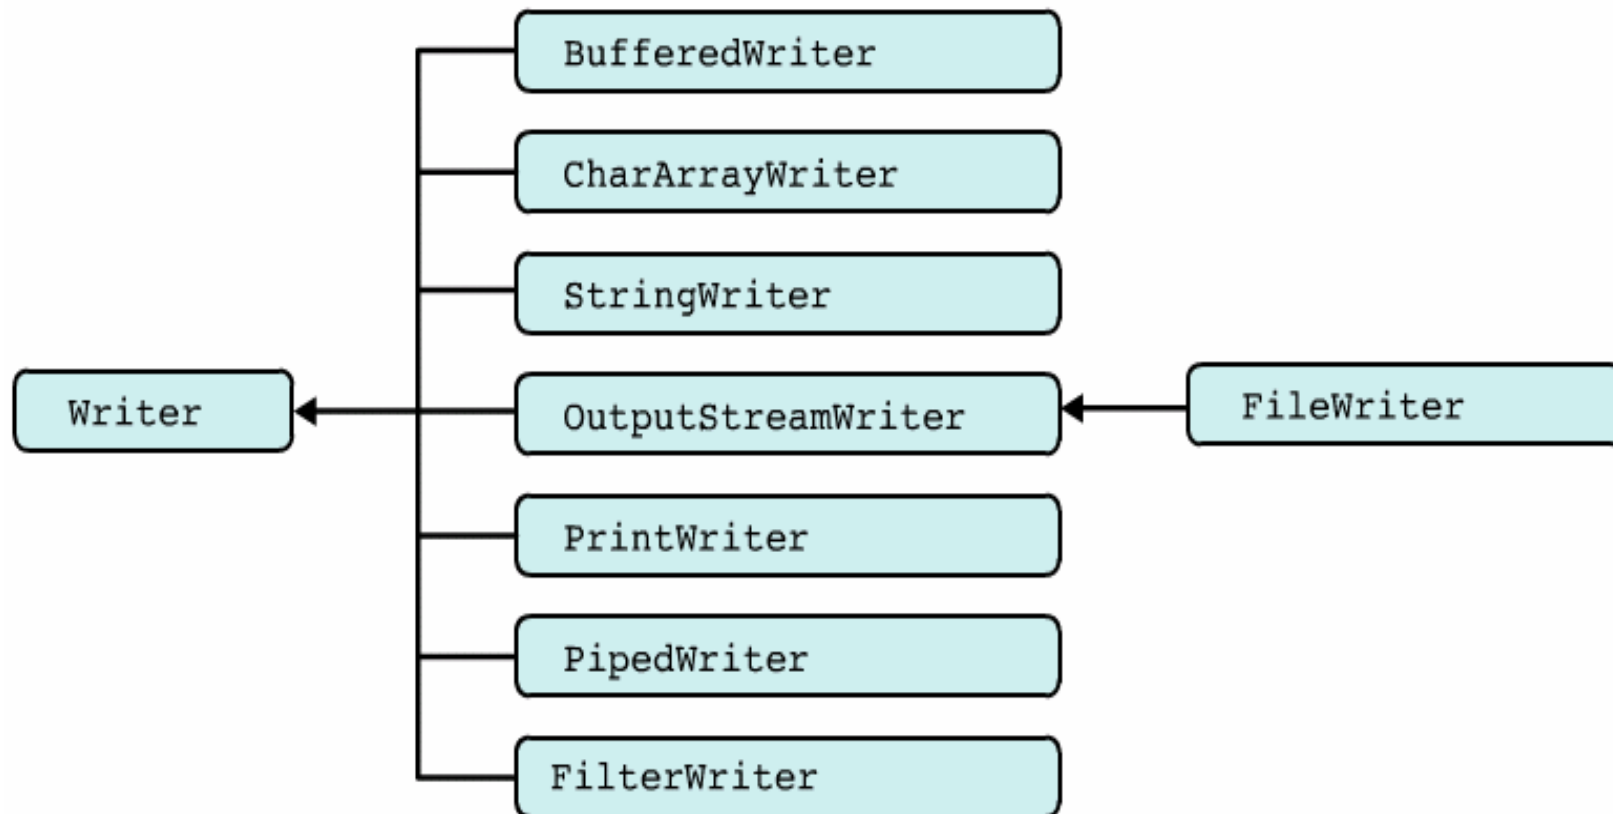 BufferedWriter
CharArrayWriter
StringWriter
Writer
OutputStreamWriter
FileWriter
PrintWriter
PipedWriter
FilterWriter